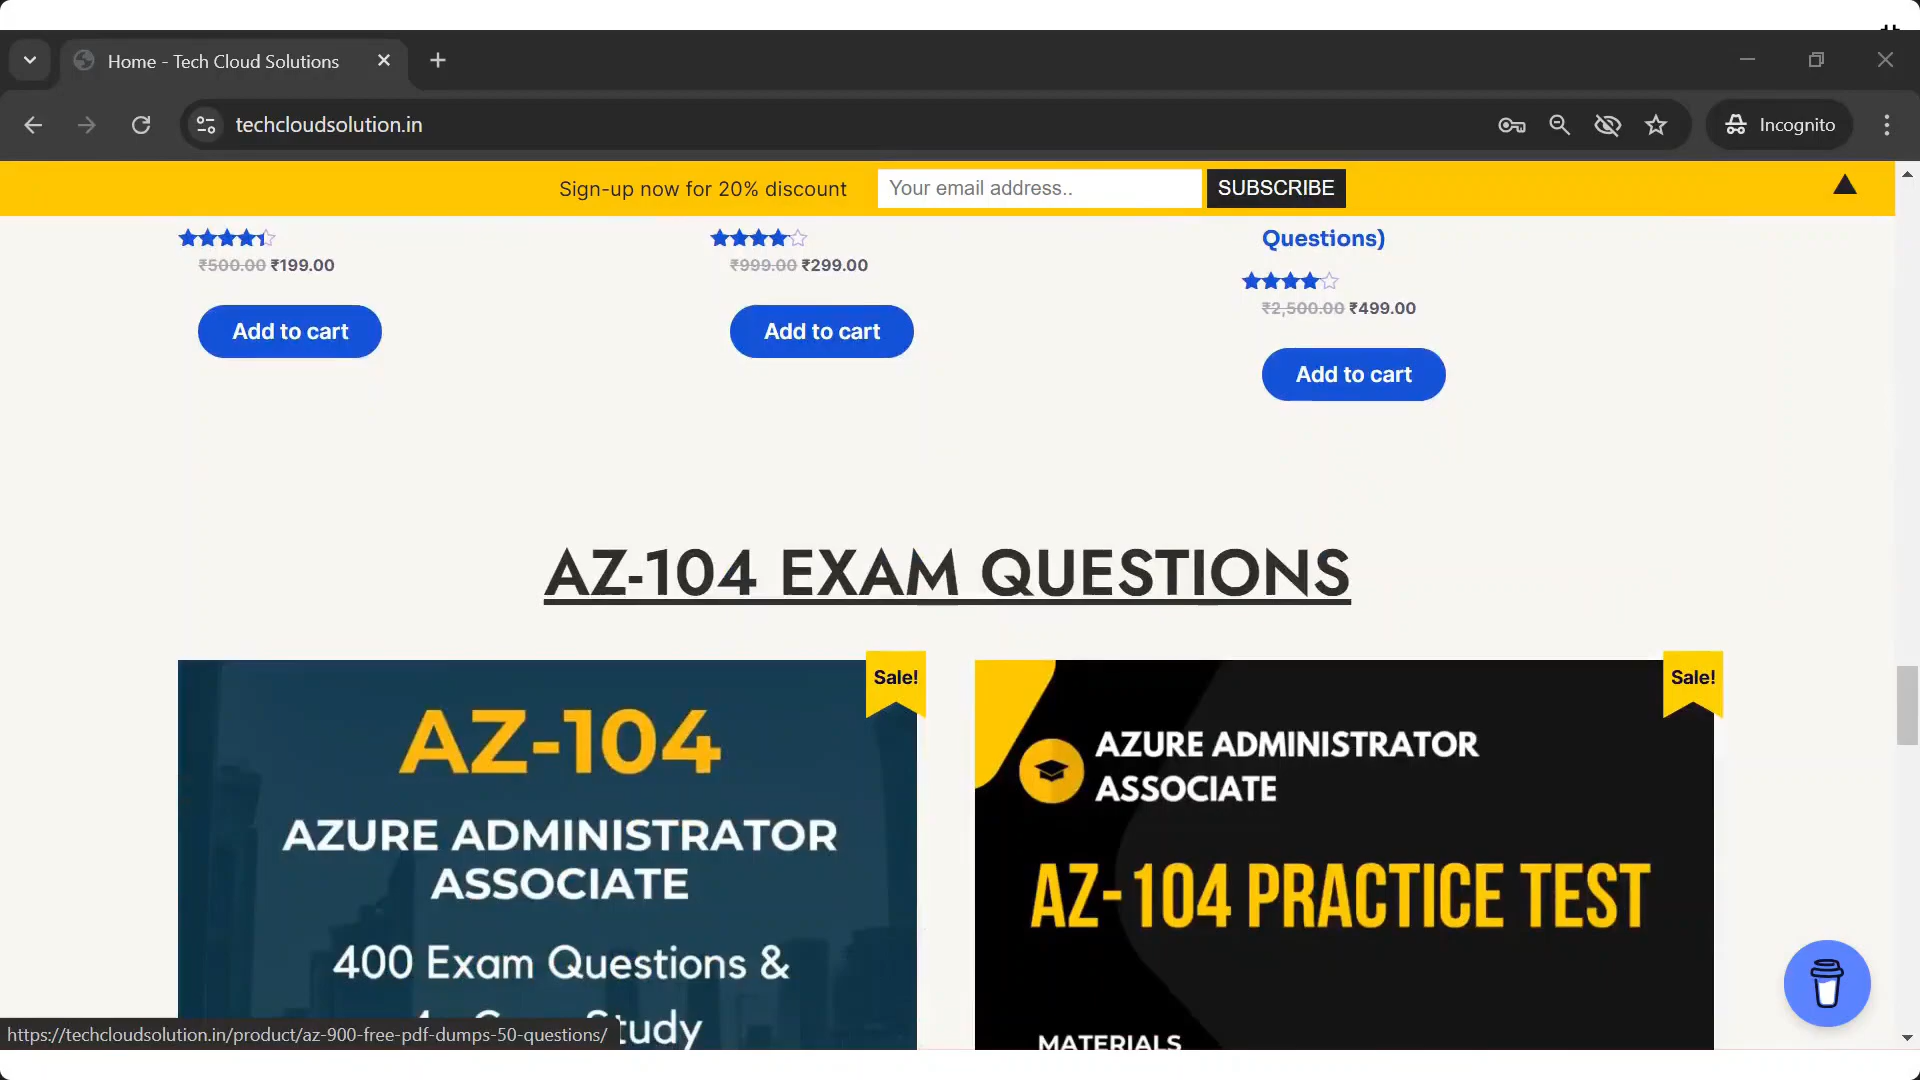 Home - Tech Cloud Solutions
techcloudsolution.in
Incognito
Sign-up now for 20% discount
Your email address..
SUBSCRIBE
Questions)
₹500.00 ₹199.00
₹999.00 ₹299.00
₹2,500.00 ₹499.00
Add to cart
Add to cart
Add to cart
AZ-104 EXAM QUESTIONS
Sale!
AZ-104
AZURE ADMINISTRATOR
ASSOCIATE
400 Exam Questions &
Sale!
AZURE ADMINISTRATOR
ASSOCIATE
AZ-104 PRACTICE TEST
MATERIALS
https://techcloudsolution.in/product/az-900-free-pdf-dumps-50-questions/